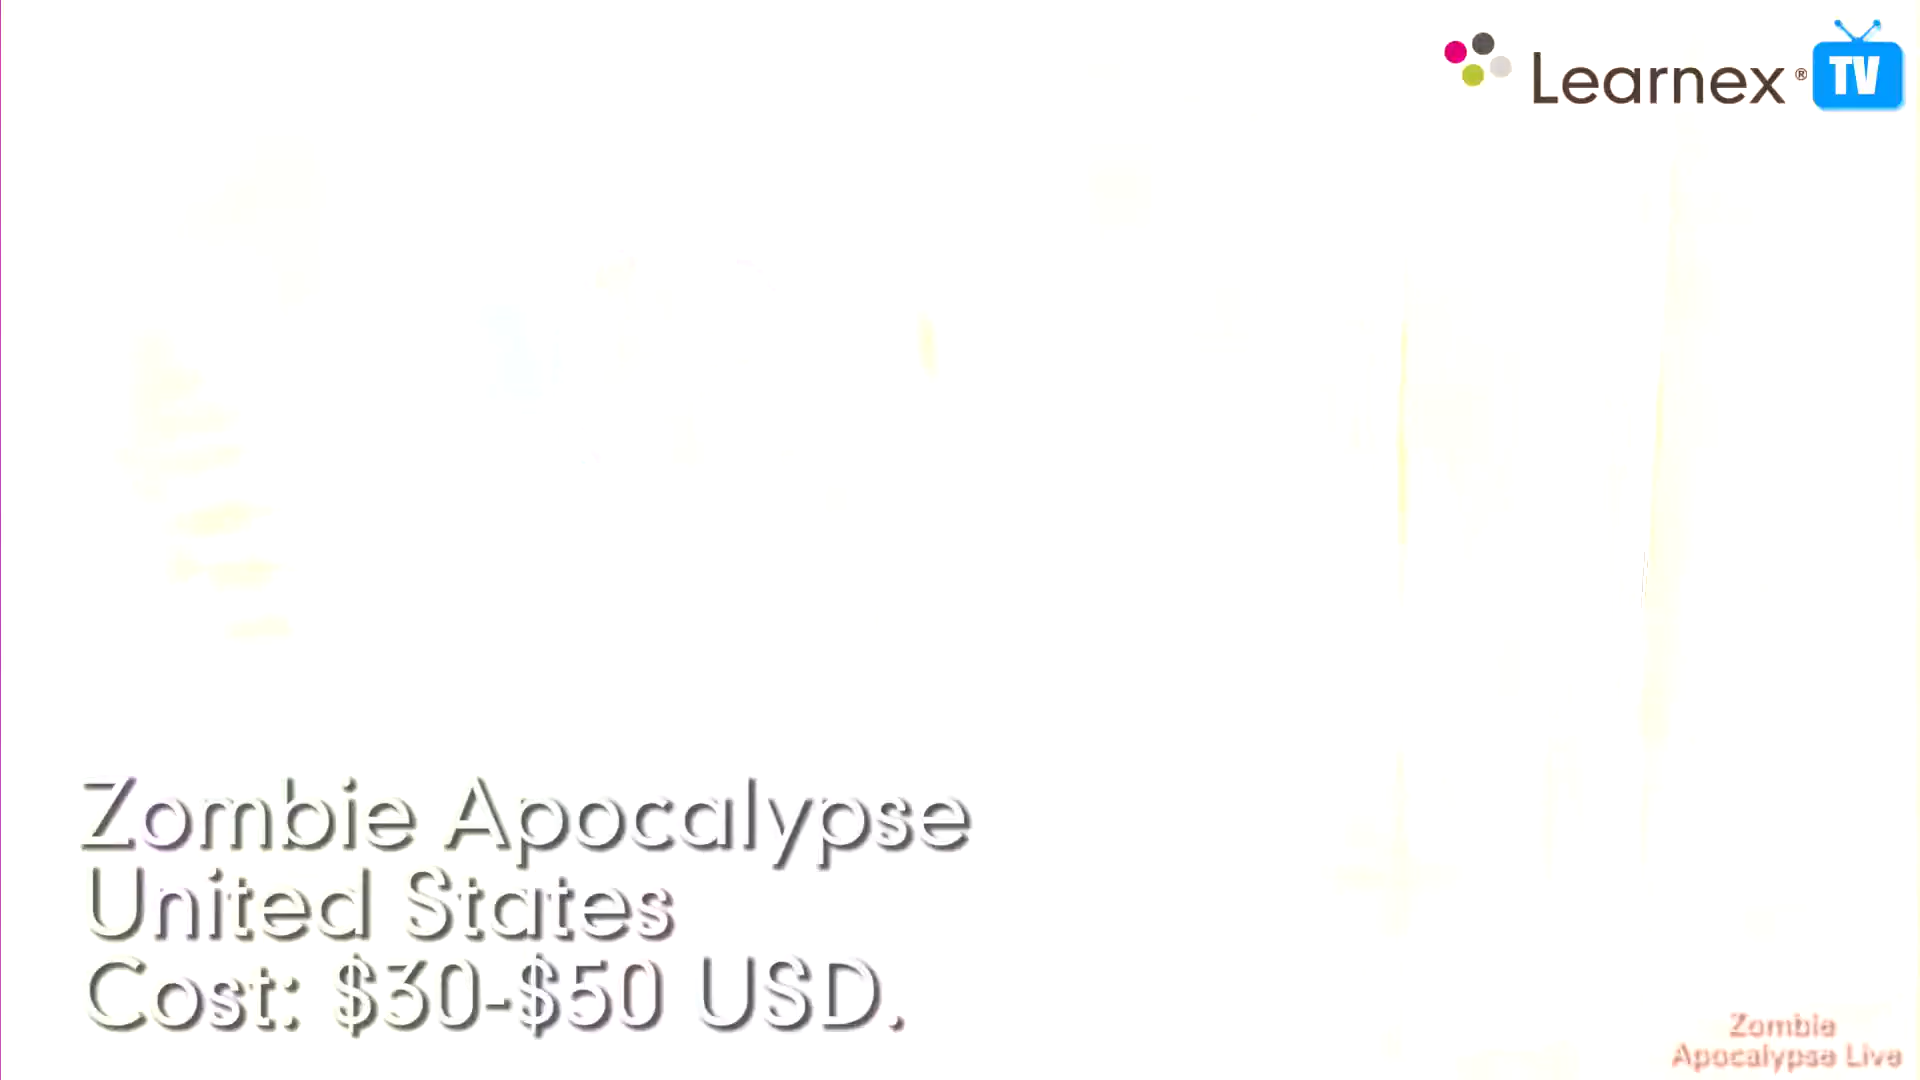 Learnex® TV
Zombie Apocalypse
United States
Cost: $30-$50 USD.
Zombie
Apocalypse Live